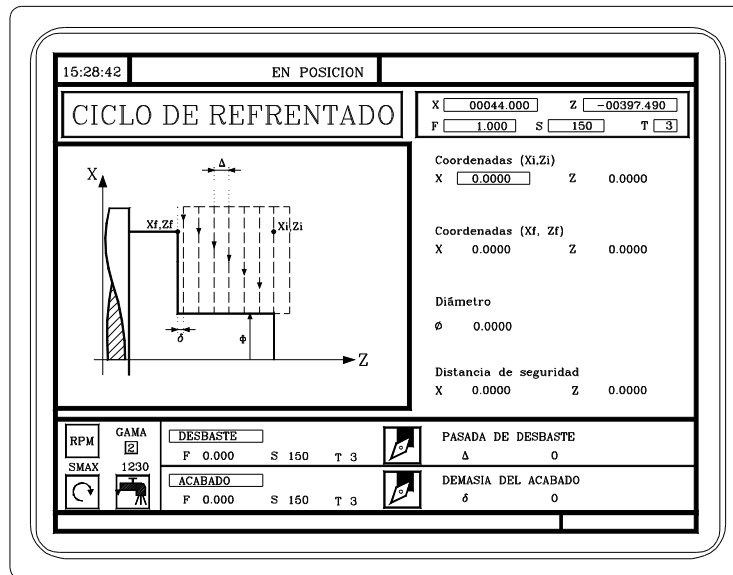 15:28:42 EN POSICION
CICLO DE REFRENTADO
X 00044.000 Z -00397.490
F 1.000 S 150 T 3
X
Δ
Xf,Zf
Xi,Zi
δ
Φ
Z
Coordenadas (Xi,Zi)
X 0.0000 Z 0.0000
Coordenadas (Xf, Zf)
X 0.0000 Z 0.0000
Diámetro
Ø 0.0000
Distancia de seguridad
X 0.0000 Z 0.0000
RPM
GAMA
2
SMAX 1230
DESBASTE
F 0.000 S 150 T 3
PASADA DE DESBASTE
Δ 0
ACABADO
F 0.000 S 150 T 3
DEMASIA DEL ACABADO
δ 0